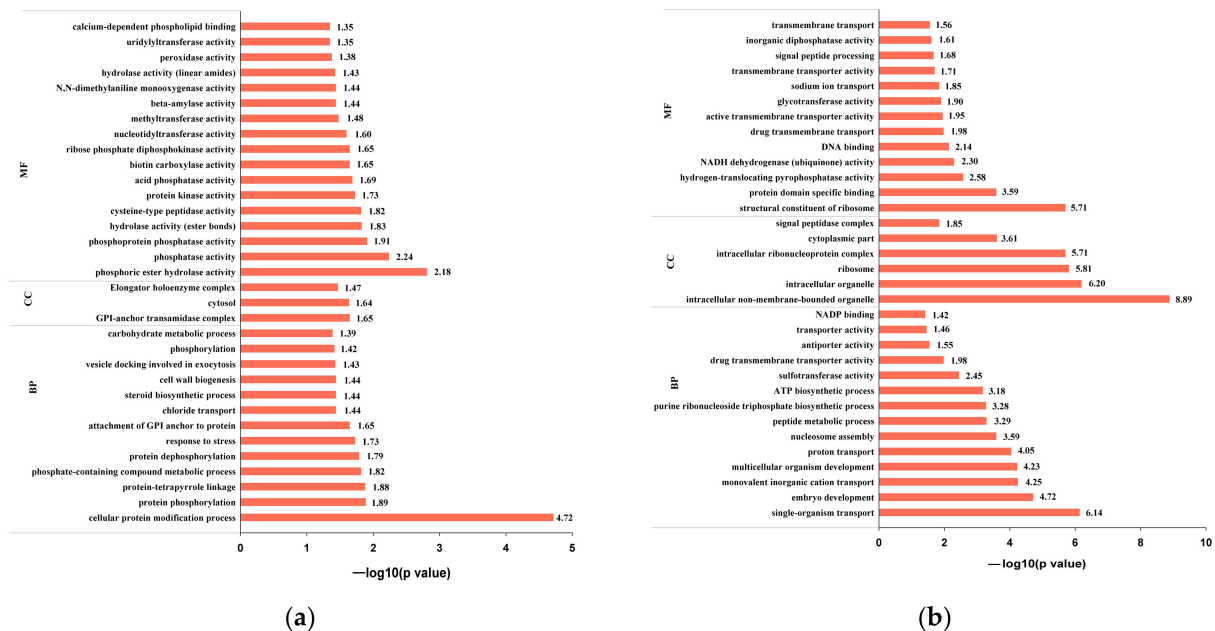 MF
calcium-dependent phospholipid binding 1.35
uridylyltransferase activity 1.35
peroxidase activity 1.38
hydrolase activity (linear amides) 1.43
N,N-dimethylaniline monooxygenase activity 1.44
beta-amylase activity 1.44
methyltransferase activity 1.48
nucleotidyltransferase activity 1.60
ribose phosphate diphosphokinase activity 1.65
biotin carboxylase activity 1.65
acid phosphatase activity 1.69
protein kinase activity 1.73
cysteine-type peptidase activity 1.82
hydrolase activity (ester bonds) 1.83
phosphoprotein phosphatase activity 1.91
phosphatase activity 2.24
phosphoric ester hydrolase activity 2.18
CC
Elongator holoenzyme complex 1.47
cytosol 1.64
GPI-anchor transamidase complex 1.65
BP
carbohydrate metabolic process 1.39
phosphorylation 1.42
vesicle docking involved in exocytosis 1.43
cell wall biogenesis 1.44
steroid biosynthetic process 1.44
chloride transport 1.44
attachment of GPI anchor to protein 1.65
response to stress 1.73
protein dephosphorylation 1.79
phosphate-containing compound metabolic process 1.82
protein-tetrapyrrole linkage 1.88
protein phosphorylation 1.89
cellular protein modification process 4.72
0 1 2 3 4 5
—log10(p value)
(a)
MF
transmembrane transport 1.56
inorganic diphosphatase activity 1.61
signal peptide processing 1.68
transmembrane transporter activity 1.71
sodium ion transport 1.85
glycotransferase activity 1.90
active transmembrane transporter activity 1.95
drug transmembrane transport 1.98
DNA binding 2.14
NADH dehydrogenase (ubiquinone) activity 2.30
hydrogen-translocating pyrophosphatase activity 2.58
protein domain specific binding 3.59
structural constituent of ribosome 5.71
CC
signal peptidase complex 1.85
cytoplasmic part 3.61
intracellular ribonucleoprotein complex 5.71
ribosome 5.81
intracellular organelle 6.20
intracellular non-membrane-bounded organelle 8.89
BP
NADP binding 1.42
transporter activity 1.46
antiporter activity 1.55
drug transmembrane transporter activity 1.98
sulfotransferase activity 2.45
ATP biosynthetic process 3.18
purine ribonucleoside triphosphate biosynthetic process 3.28
peptide metabolic process 3.29
nucleosome assembly 3.59
proton transport 4.05
multicellular organism development 4.23
monovalent inorganic cation transport 4.25
embryo development 4.72
single-organism transport 6.14
0 2 4 6 8 10
—log10(p value)
(b)